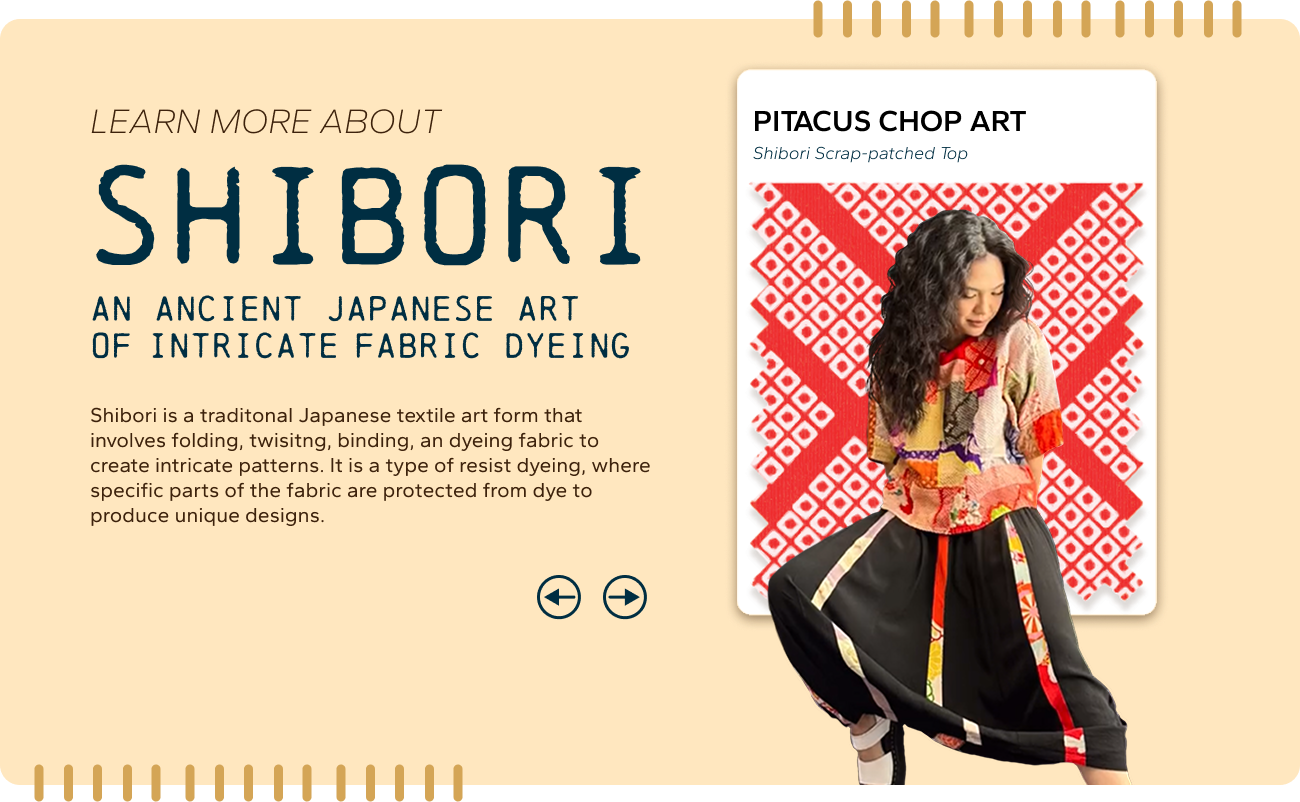 LEARN MORE ABOUT
SHIBORI
AN ANCIENT JAPANESE ART
OF INTRICATE FABRIC DYEING
Shibori is a traditonal Japanese textile art form that
involves folding, twisitng, binding, an dyeing fabric to
create intricate patterns. It is a type of resist dyeing, where
specific parts of the fabric are protected from dye to
produce unique designs.
PITACUS CHOP ART
Shibori Scrap-patched Top